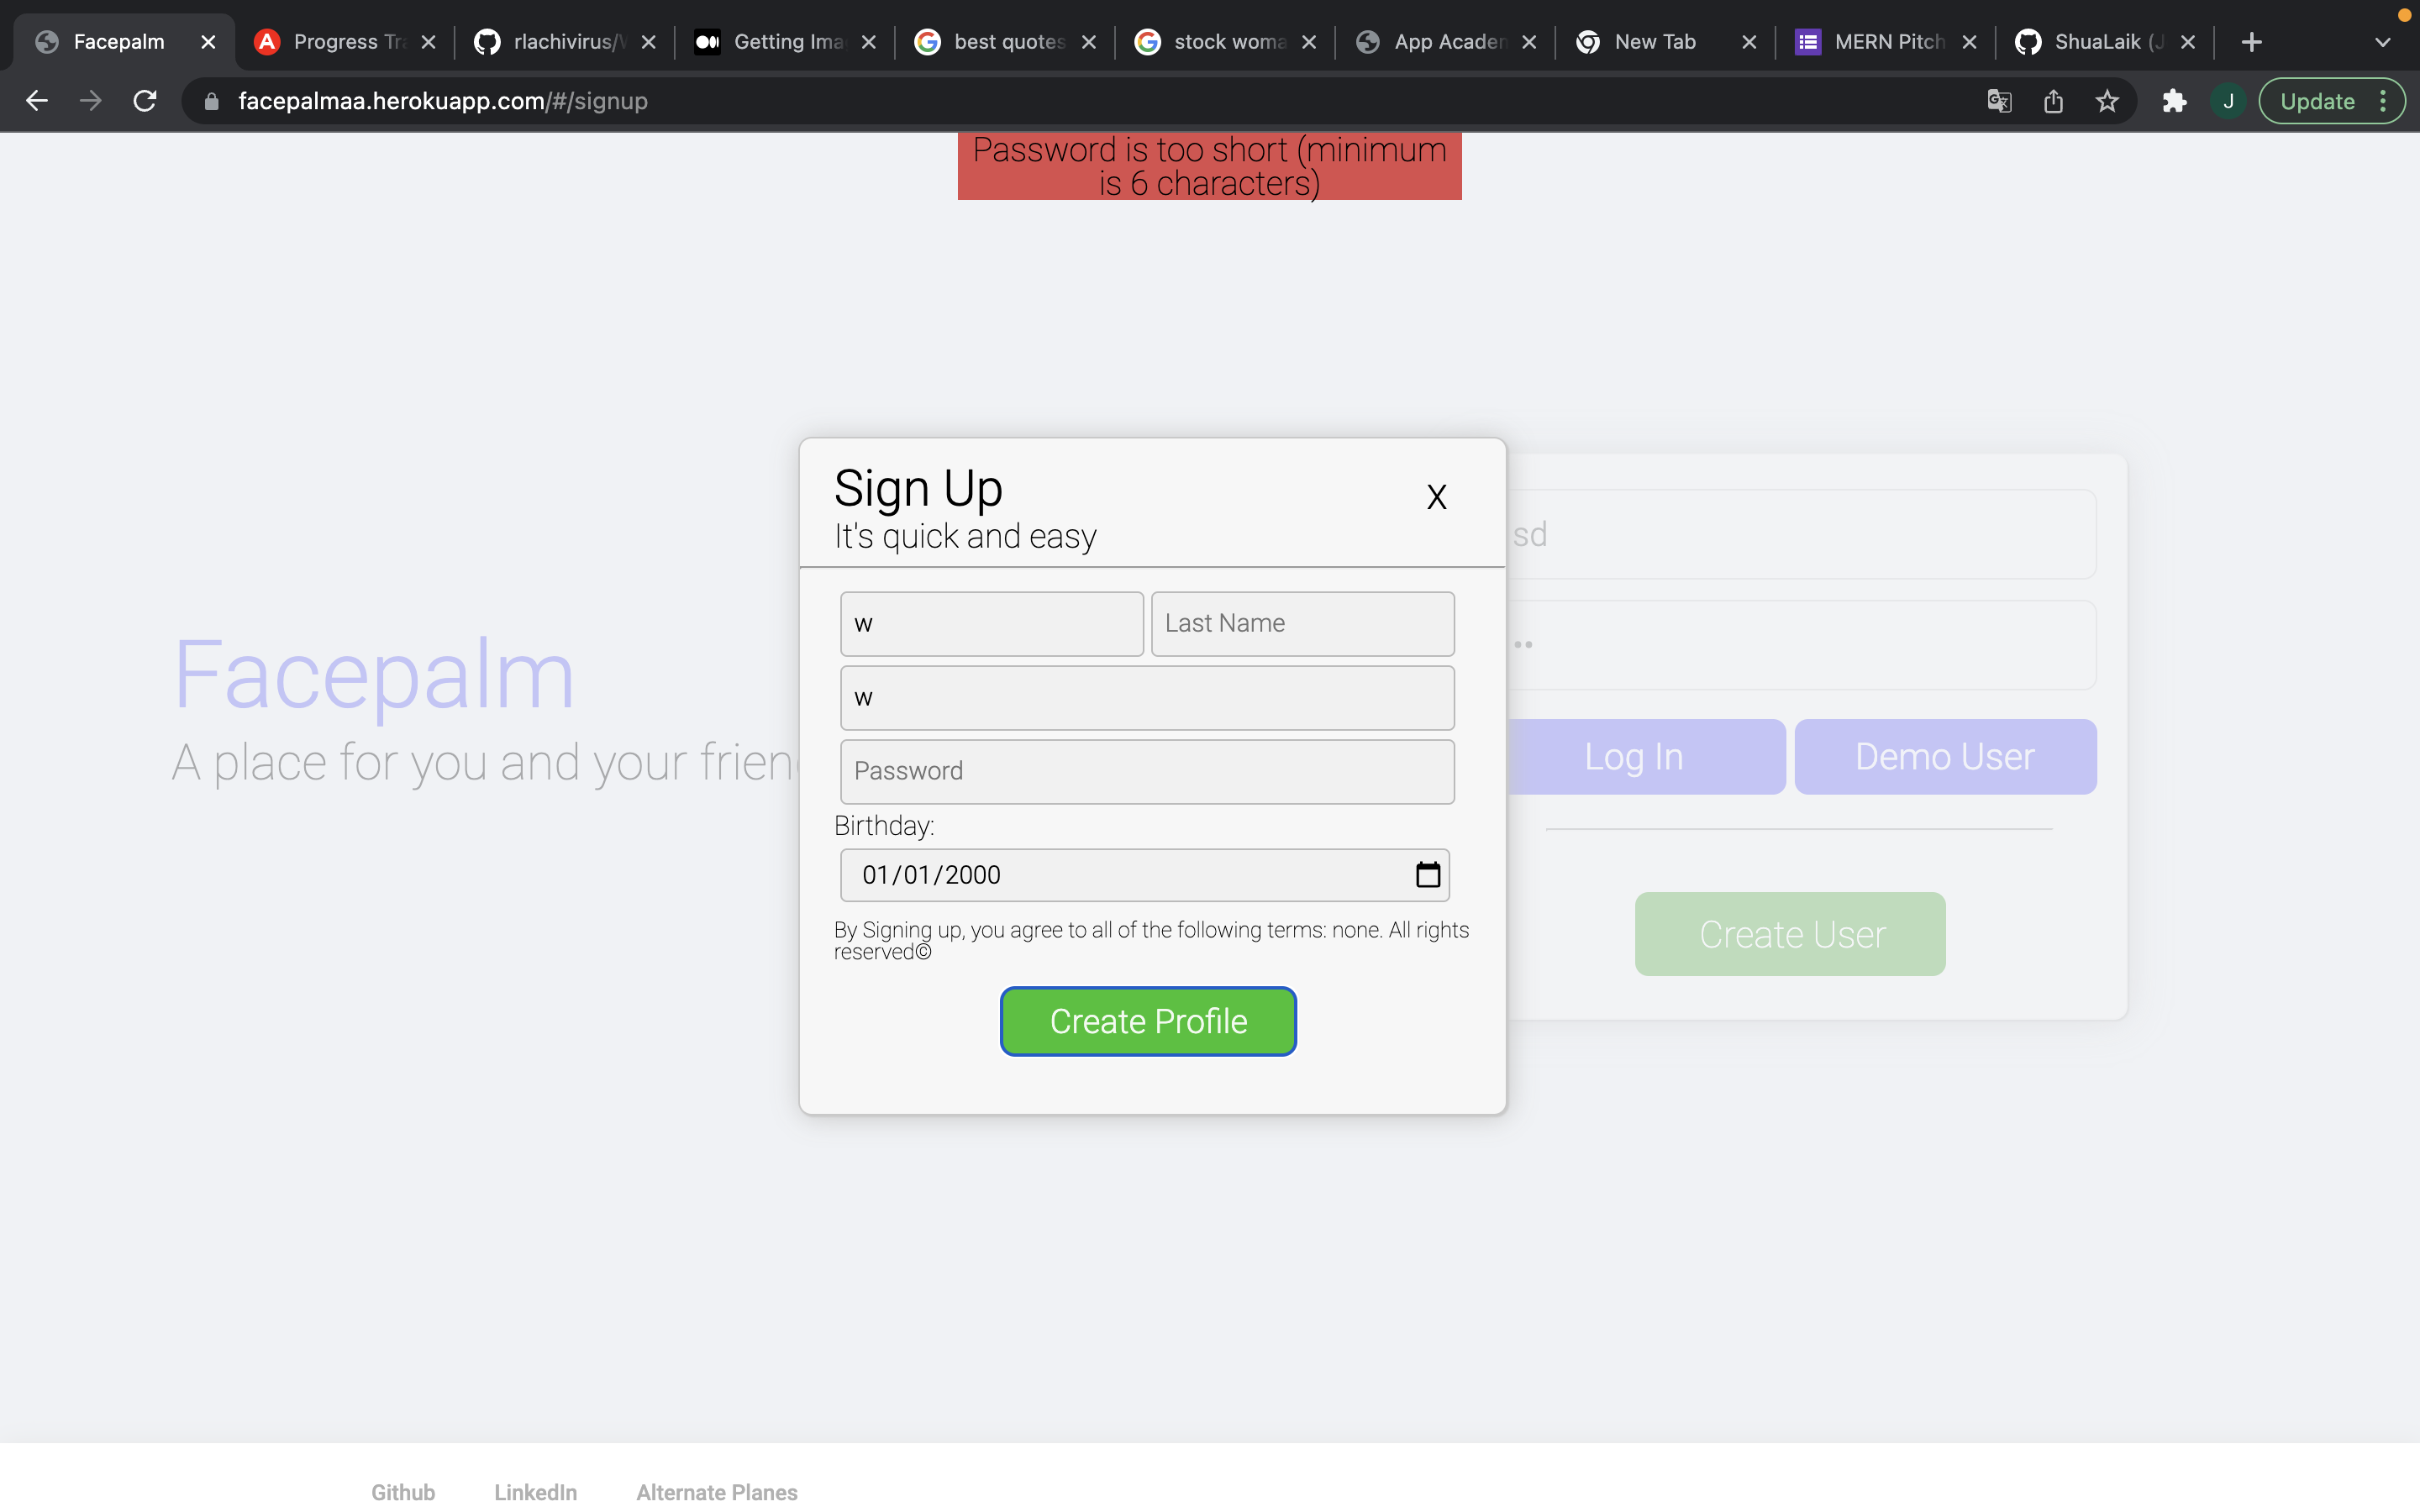 Facepalm
Progress Tra
rlachivirus/
Getting Ima
best quotes
stock woma
App Academ
New Tab
MERN Pitch
ShuaLaik (J
facepalmaa.herokuapp.com/#/signup
J
Update
Password is too short (minimum
is 6 characters)
Sign Up
X
It's quick and easy
sd
w
Last Name
w
Password
Facepalm
A place for you and your frien
Log In
Demo User
Birthday:
01/01/2000
By Signing up, you agree to all of the following terms: none. All rights
reserved©
Create User
Create Profile
Github
LinkedIn
Alternate Planes